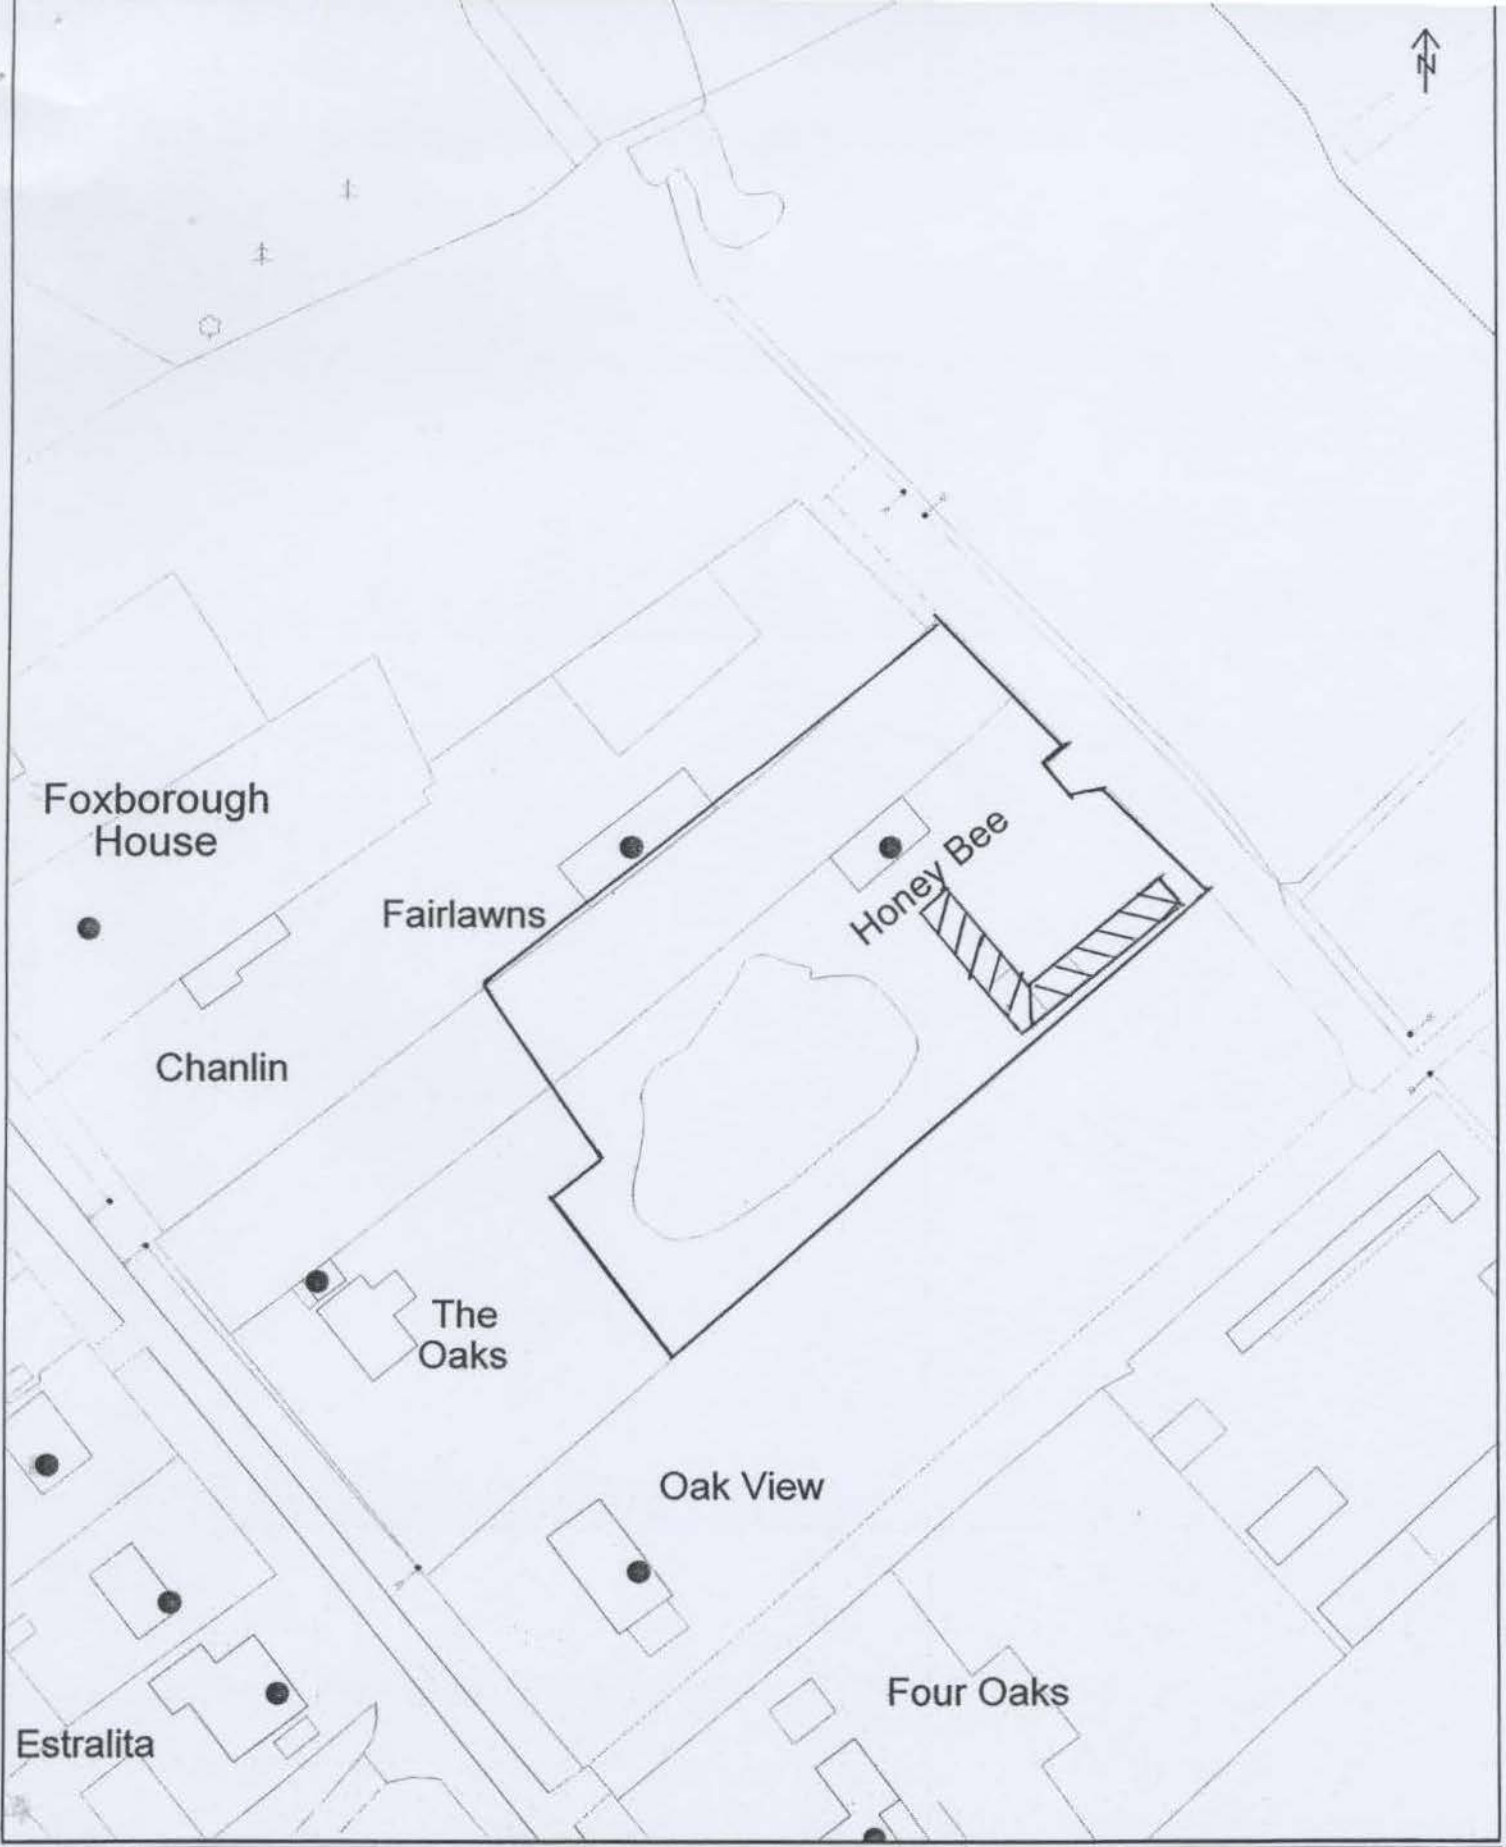 N
Foxborough
House
Honey Bee
Fairlawns
Chanlin
The
Oaks
Oak View
Four Oaks
Estralita